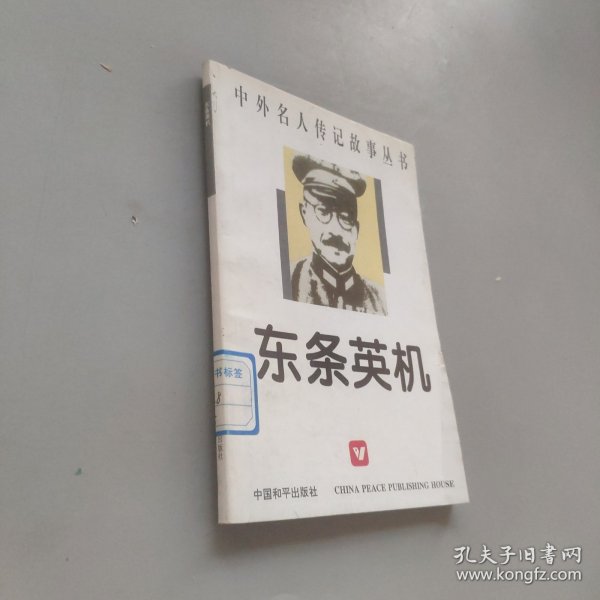 中外名人传记故事丛书
东条英机
书标签
8
中国和平出版社 CHINA PEACE PUBLISHING HOUSE
孔夫子旧书网
www.kongfz.com